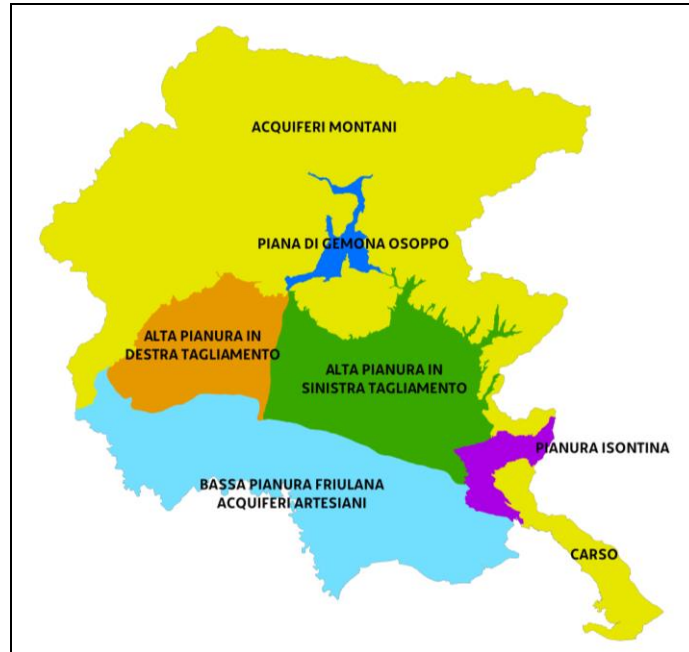 ACQUIFERI MONTANI
PIANA DI GEMONA OSOPPO
ALTA PIANURA IN
DESTRA TAGLIAMENTO
ALTA PIANURA IN
SINISTRA TAGLIAMENTO
PIANURA ISONTINA
BASSA PIANURA FRIULANA
ACQUIFERI ARTESIANI
CARSO